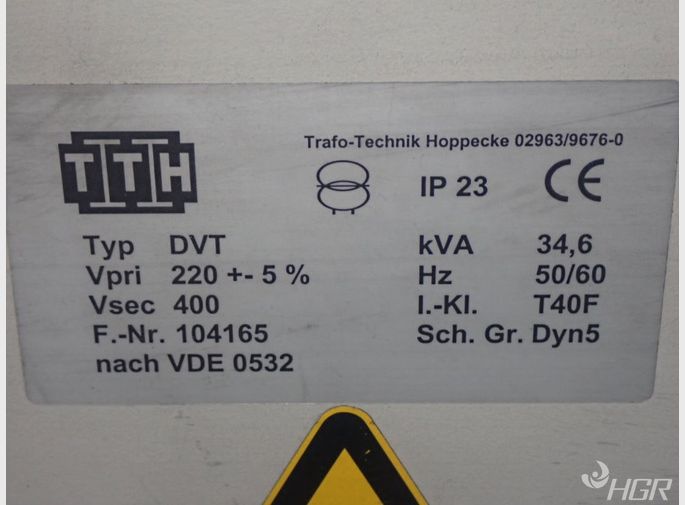 TTH
Trafo-Technik Hoppecke 02963/9676-0
IP 23 CE
Typ DVT kVA 34,6
Vpri 220 +- 5 % Hz 50/60
Vsec 400 I.-Kl. T40F
F.-Nr. 104165 Sch. Gr. Dyn5
nach VDE 0532
HGR